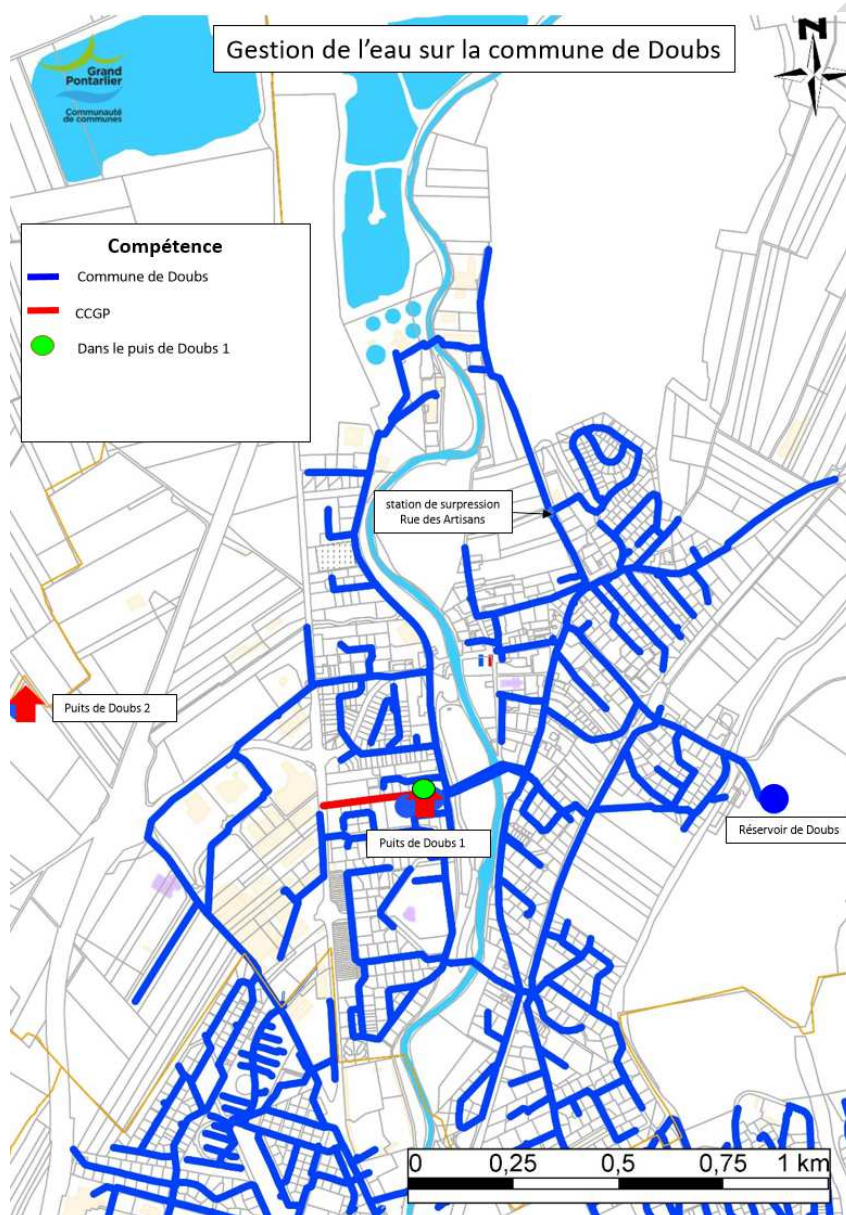 Gestion de l'eau sur la commune de Doubs
N
Grand
Pontarlier
Communauté
de communes
Compétence
Commune de Doubs
CCGP
Dans le puis de Doubs 1
station de surpression
Rue des Artisans
Puits de Doubs 2
Puits de Doubs 1
Réservoir de Doubs
0 0,25 0,5 0,75 1 km